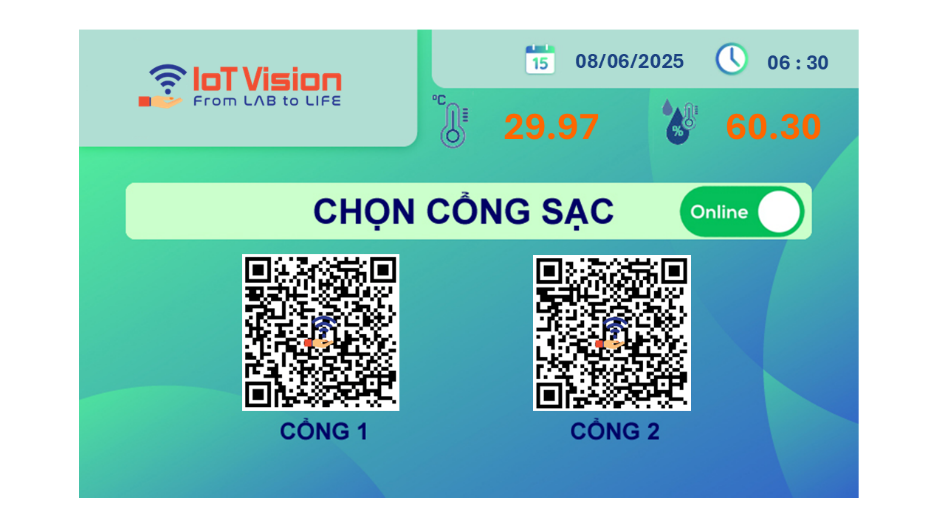 IoT Vision
From LAB to LIFE
15
08/06/2025
06 : 30
°C
29.97
%
60.30
CHỌN CỔNG SẠC
Online
CỔNG 1
CỔNG 2